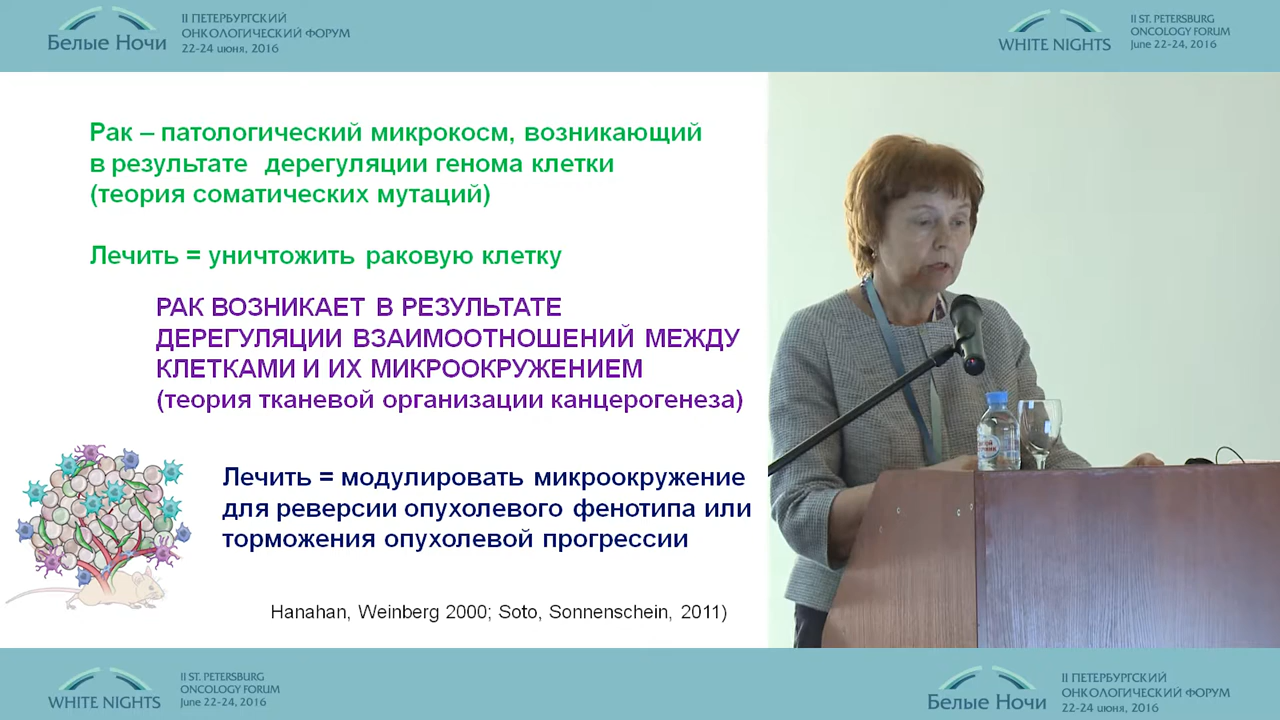 Белые Ночи
II ПЕТЕРБУРГСКИЙ
ОНКОЛОГИЧЕСКИЙ ФОРУМ
22-24 июня, 2016
WHITE NIGHTS
II ST. PETERSBURG
ONCOLOGY FORUM
June 22-24, 2016
Рак – патологический микрокосм, возникающий
в результате дерегуляции генома клетки
(теория соматических мутаций)
Лечить = уничтожить раковую клетку
РАК ВОЗНИКАЕТ В РЕЗУЛЬТАТЕ
ДЕРЕГУЛЯЦИИ ВЗАИМООТНОШЕНИЙ МЕЖДУ
КЛЕТКАМИ И ИХ МИКРООКРУЖЕНИЕМ
(теория тканевой организации канцерогенеза)
Лечить = модулировать микроокружение
для реверсии опухолевого фенотипа или
торможения опухолевой прогрессии
Hanahan, Weinberg 2000; Soto, Sonnenschein, 2011)
WHITE NIGHTS
II ST. PETERSBURG
ONCOLOGY FORUM
June 22-24, 2016
Белые Ночи
II ПЕТЕРБУРГСКИЙ
ОНКОЛОГИЧЕСКИЙ ФОРУМ
22-24 июня, 2016